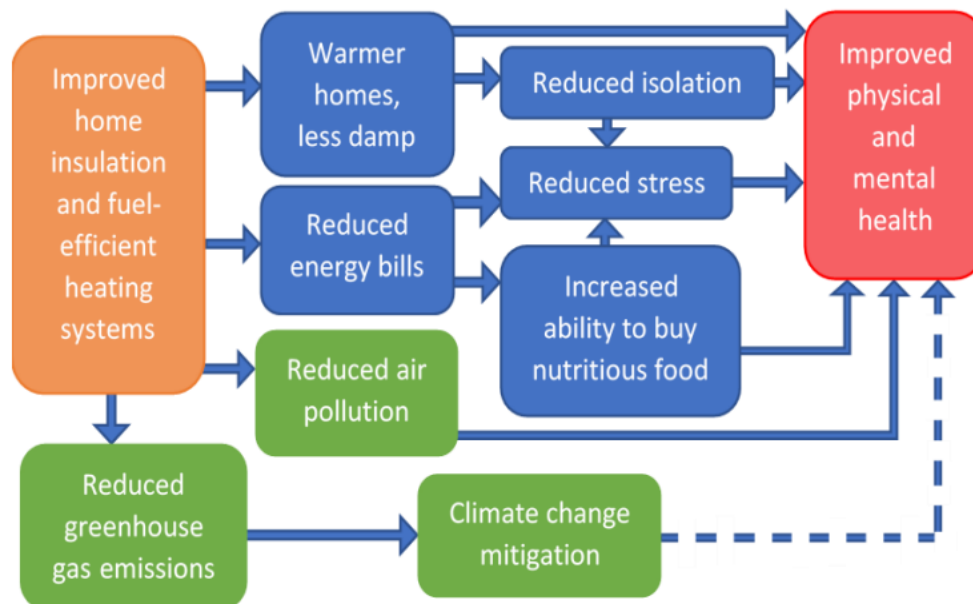 Improved
home
insulation
and fuel-
efficient
heating
systems
Warmer
homes,
less damp
Reduced isolation
Improved
physical
and
mental
health
Reduced stress
Reduced
energy bills
Increased
ability to buy
nutritious food
Reduced air
pollution
Reduced
greenhouse
gas emissions
Climate change
mitigation